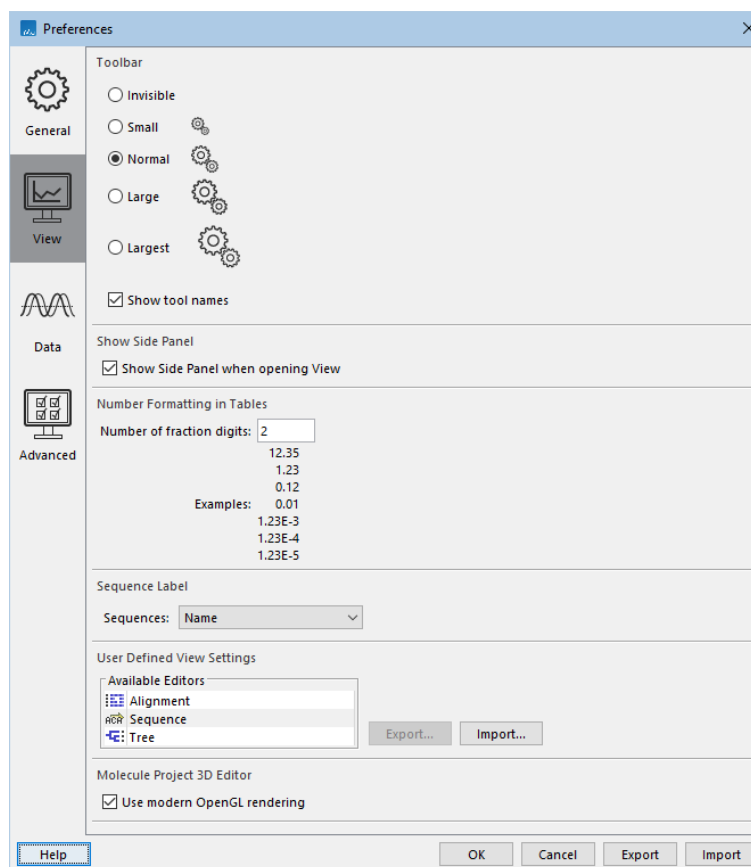 Preferences
General
View
Data
Advanced
Toolbar
Invisible
Small
Normal
Large
Largest
Show tool names
Show Side Panel
Show Side Panel when opening View
Number Formatting in Tables
Number of fraction digits: 2
12.35
1.23
0.12
Examples: 0.01
1.23E-3
1.23E-4
1.23E-5
Sequence Label
Sequences: Name
User Defined View Settings
Available Editors
Alignment
Sequence
Tree
Export... Import...
Molecule Project 3D Editor
Use modern OpenGL rendering
Help OK Cancel Export Import